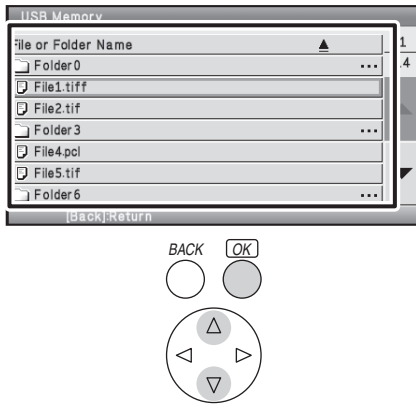 USB Memory
File or Folder Name ▲ 1
Folder0 ... 4
File1.tiff
File2.tif
Folder3 ...
File4.pcl
File5.tif
Folder6 ...
[Back]:Return
BACK OK